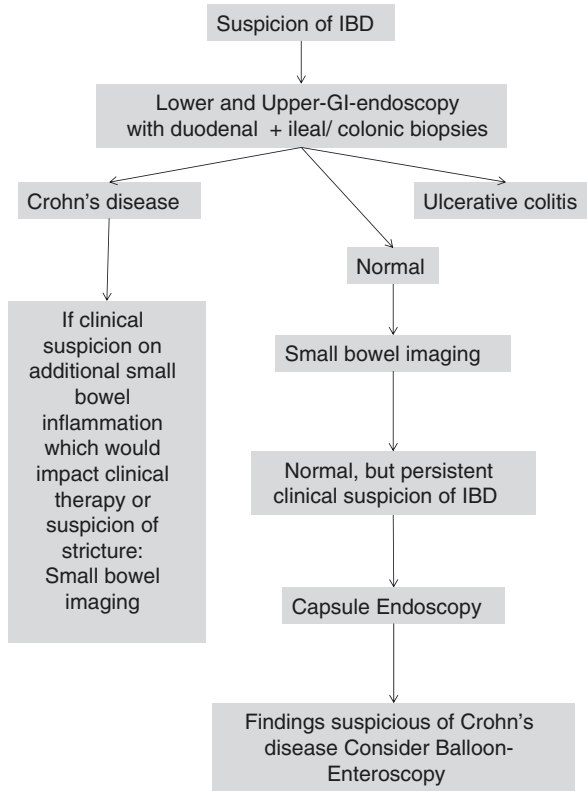 Suspicion of IBD
Lower and Upper-GI-endoscopy
with duodenal + ileal/ colonic biopsies
Crohn's disease
Ulcerative colitis
Normal
If clinical
suspicion on
additional small
bowel
inflammation
which would
impact clinical
therapy or
suspicion of
stricture:
Small bowel
imaging
Small bowel imaging
Normal, but persistent
clinical suspicion of IBD
Capsule Endoscopy
Findings suspicious of Crohn's
disease Consider Balloon-
Enteroscopy